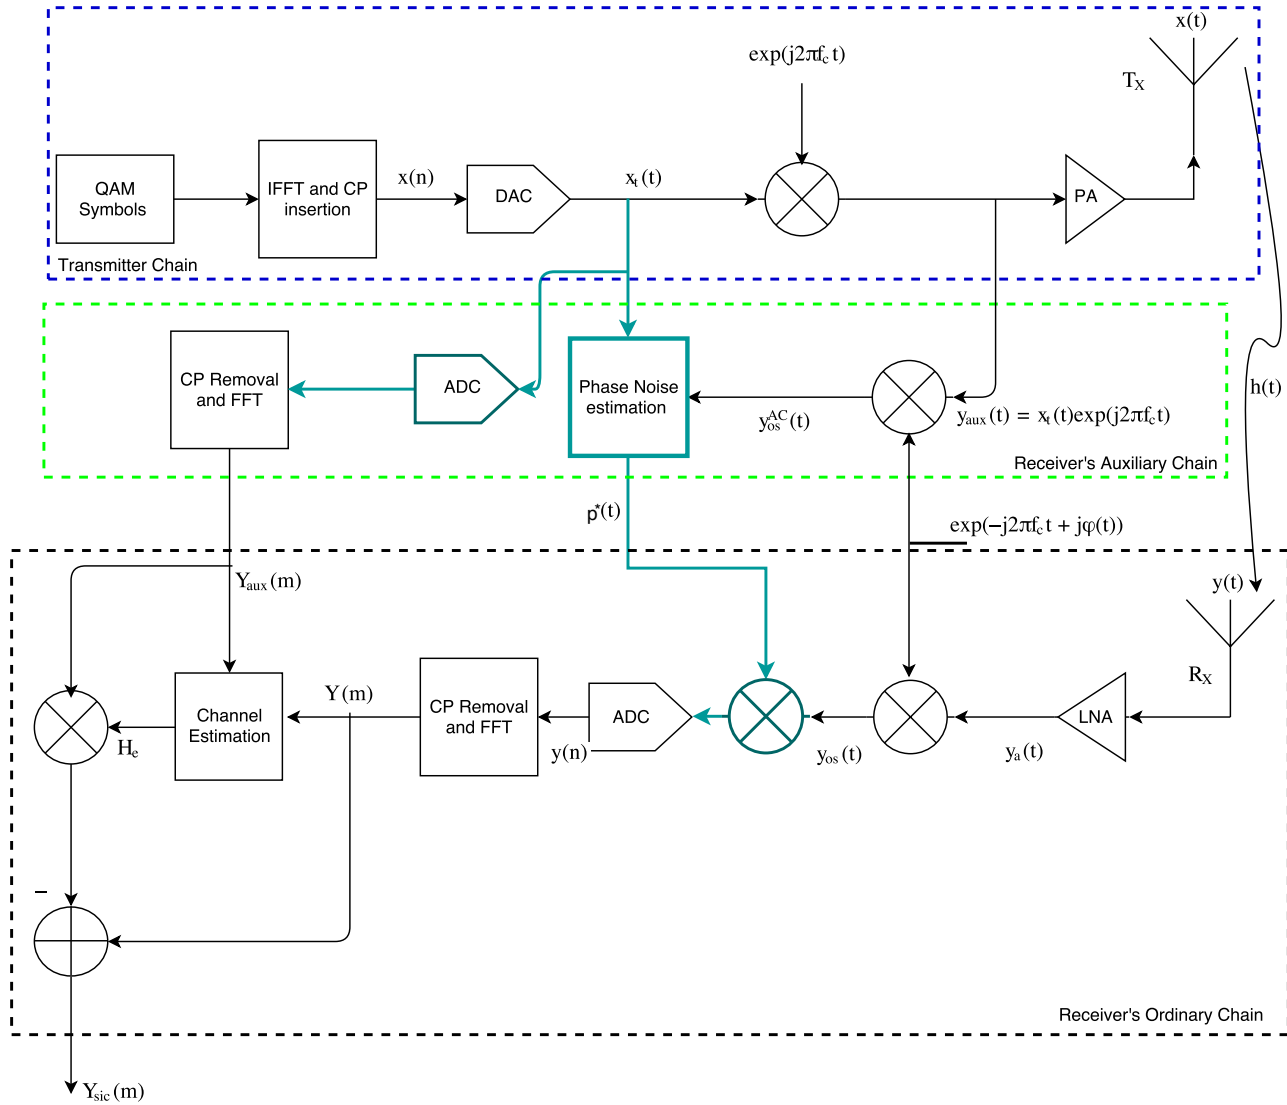 x(t)
exp(j2πf_c t)
T_X
QAM
Symbols
IFFT and CP
insertion
x(n)
DAC
x_t(t)
PA
Transmitter Chain
CP Removal
and FFT
ADC
Phase Noise
estimation
y_os^AC(t)
y_aux(t) = x_t(t)exp(j2πf_c t)
h(t)
Receiver's Auxiliary Chain
p*(t)
exp(−j2πf_c t + jφ(t))
Y_aux(m)
y(t)
R_X
Channel
Estimation
H_e
Y(m)
CP Removal
and FFT
y(n)
ADC
y_os(t)
y_a(t)
LNA
−
Receiver's Ordinary Chain
Y_sic(m)